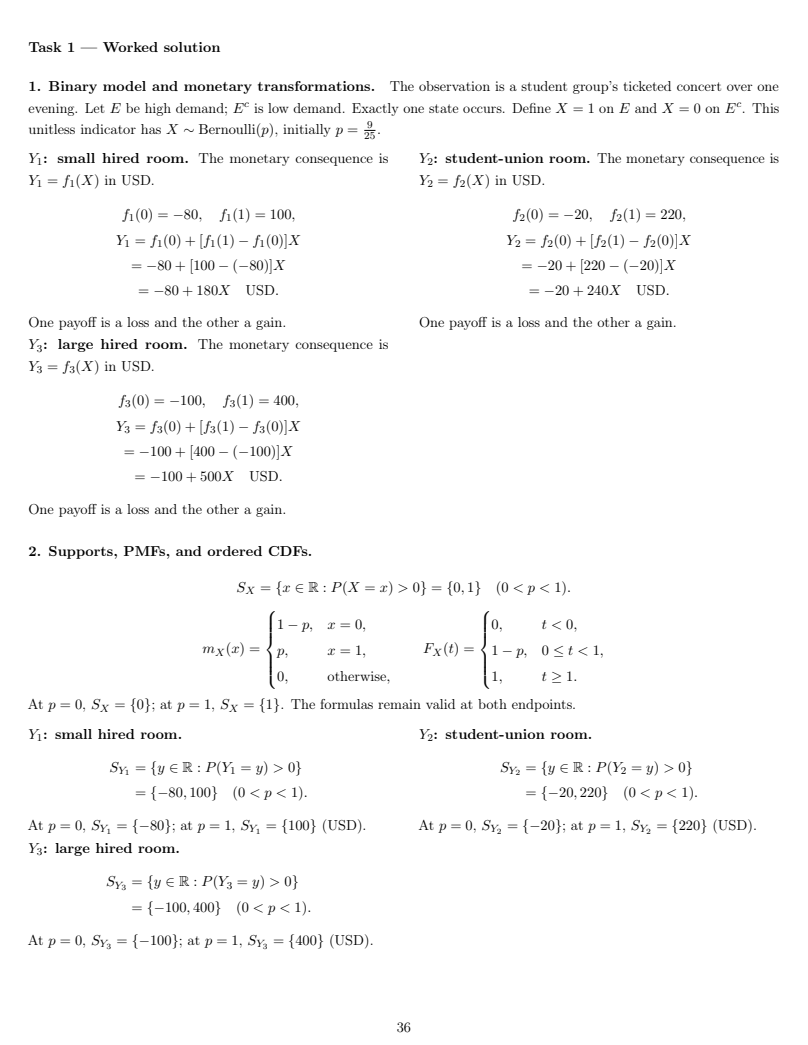 Task 1 — Worked solution
1. Binary model and monetary transformations. The observation is a student group's ticketed concert over one
evening. Let E be high demand; Eᶜ is low demand. Exactly one state occurs. Define X = 1 on E and X = 0 on Eᶜ. This
unitless indicator has X ∼ Bernoulli(p), initially p = 9/25.
Y₁: small hired room. The monetary consequence is
Y₁ = f₁(X) in USD.
f₁(0) = −80, f₁(1) = 100,
Y₁ = f₁(0) + [f₁(1) − f₁(0)]X
= −80 + [100 − (−80)]X
= −80 + 180X USD.
One payoff is a loss and the other a gain.
Y₂: student-union room. The monetary consequence is
Y₂ = f₂(X) in USD.
f₂(0) = −20, f₂(1) = 220,
Y₂ = f₂(0) + [f₂(1) − f₂(0)]X
= −20 + [220 − (−20)]X
= −20 + 240X USD.
One payoff is a loss and the other a gain.
Y₃: large hired room. The monetary consequence is
Y₃ = f₃(X) in USD.
f₃(0) = −100, f₃(1) = 400,
Y₃ = f₃(0) + [f₃(1) − f₃(0)]X
= −100 + [400 − (−100)]X
= −100 + 500X USD.
One payoff is a loss and the other a gain.
2. Supports, PMFs, and ordered CDFs.
S_X = {x ∈ ℝ : P(X = x) > 0} = {0, 1} (0 < p < 1).
m_X(x) = { 1 − p, x = 0,
p, x = 1,
0, otherwise,
F_X(t) = { 0, t < 0,
1 − p, 0 ≤ t < 1,
1, t ≥ 1.
At p = 0, S_X = {0}; at p = 1, S_X = {1}. The formulas remain valid at both endpoints.
Y₁: small hired room.
S_Y₁ = {y ∈ ℝ : P(Y₁ = y) > 0}
= {−80, 100} (0 < p < 1).
At p = 0, S_Y₁ = {−80}; at p = 1, S_Y₁ = {100} (USD).
Y₂: student-union room.
S_Y₂ = {y ∈ ℝ : P(Y₂ = y) > 0}
= {−20, 220} (0 < p < 1).
At p = 0, S_Y₂ = {−20}; at p = 1, S_Y₂ = {220} (USD).
Y₃: large hired room.
S_Y₃ = {y ∈ ℝ : P(Y₃ = y) > 0}
= {−100, 400} (0 < p < 1).
At p = 0, S_Y₃ = {−100}; at p = 1, S_Y₃ = {400} (USD).
36